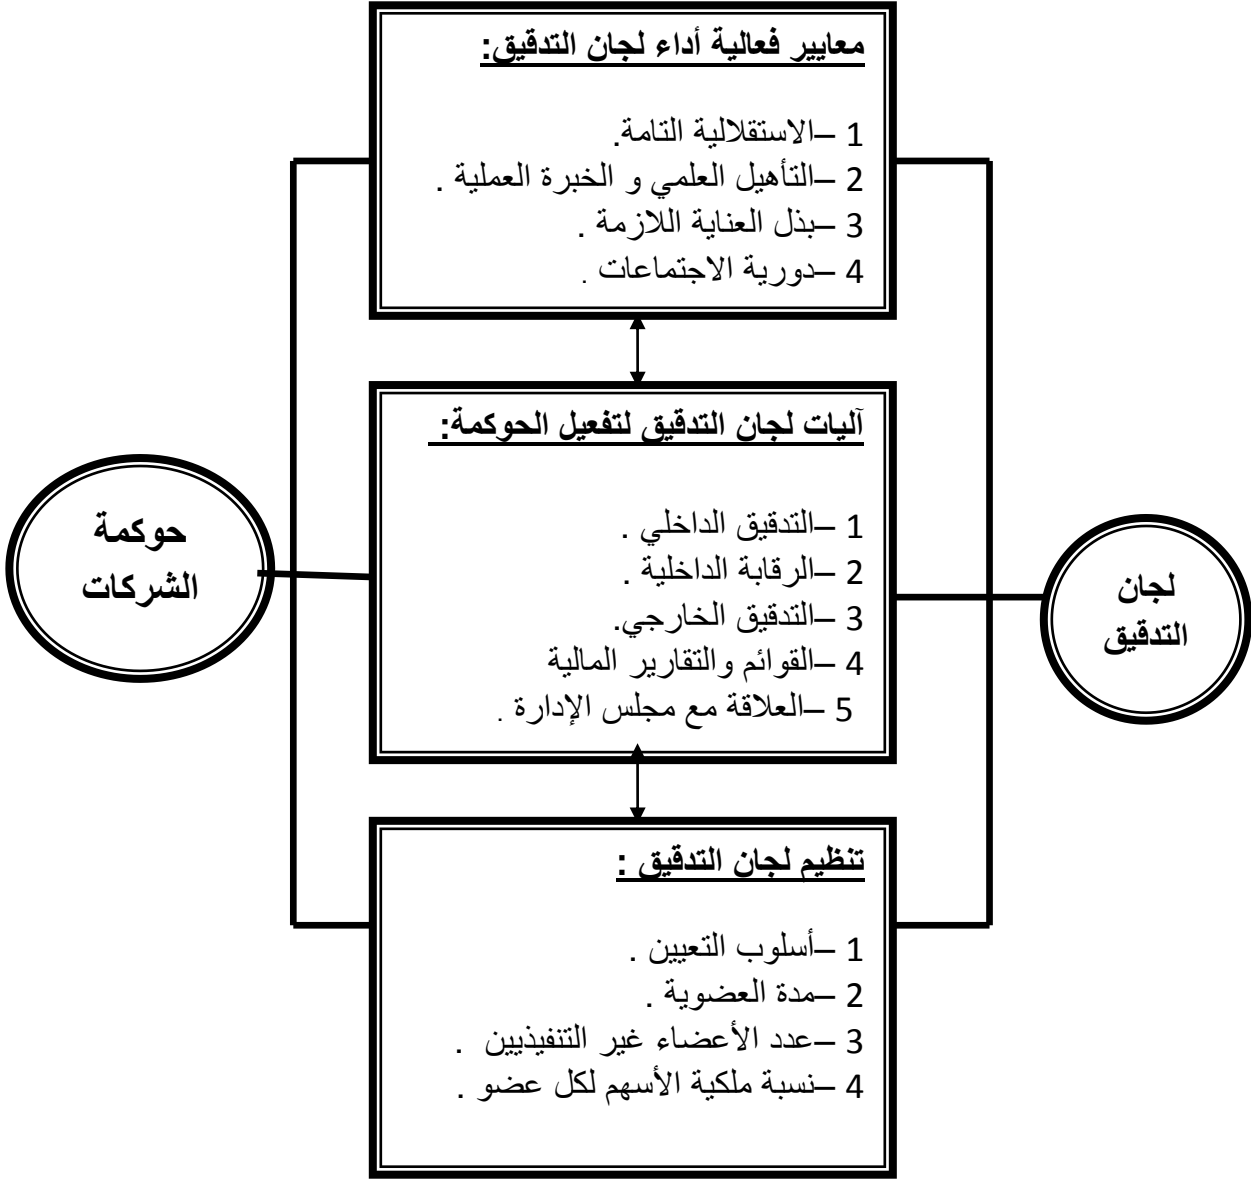 معايير فعالية أداء لجان التدقيق:
1 –الاستقلالية التامة.
2 –التأهيل العلمي و الخبرة العملية .
3 –بذل العناية اللازمة .
4 –دورية الاجتماعات .
آليات لجان التدقيق لتفعيل الحوكمة:
1 –التدقيق الداخلي .
2 –الرقابة الداخلية .
3 –التدقيق الخارجي.
4 –القوائم والتقارير المالية
5 –العلاقة مع مجلس الإدارة .
لجان
التدقيق
حوكمة
الشركات
تنظيم لجان التدقيق :
1 –أسلوب التعيين .
2 –مدة العضوية .
3 –عدد الأعضاء غير التنفيذيين .
4 –نسبة ملكية الأسهم لكل عضو .